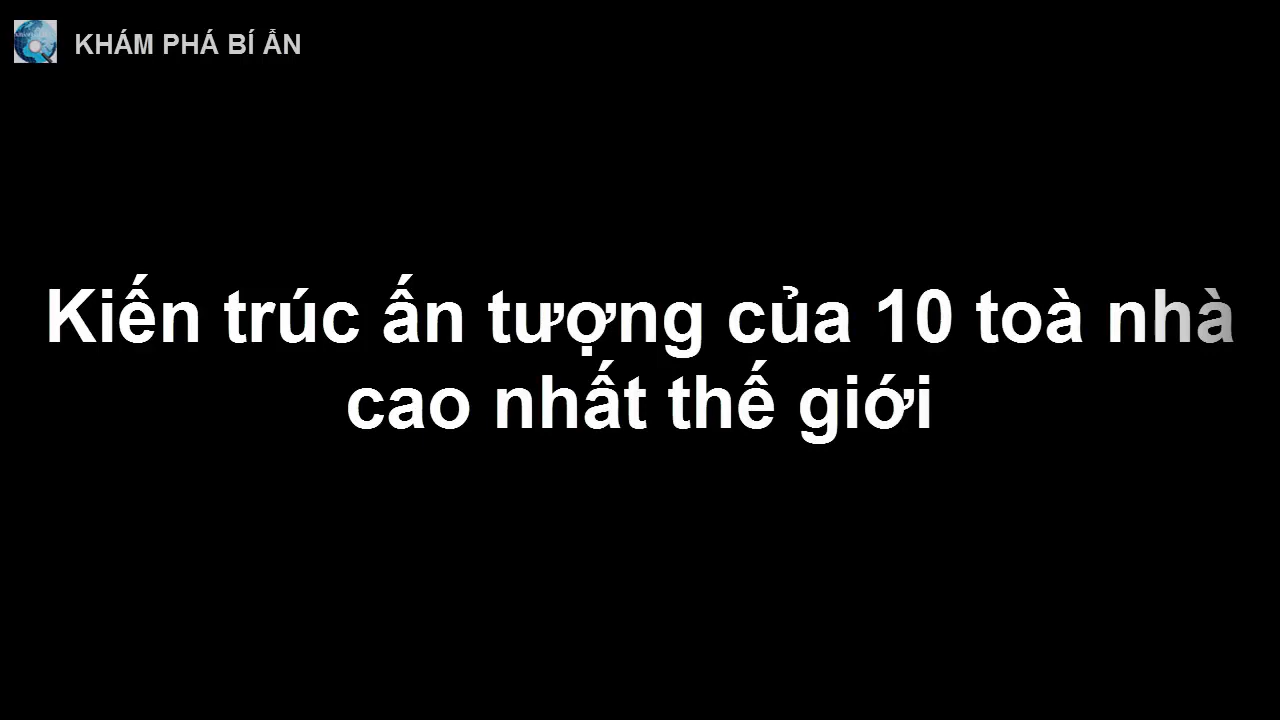 KHÁM PHÁ BÍ ẨN
Kiến trúc ấn tượng của 10 toà nhà
cao nhất thế giới